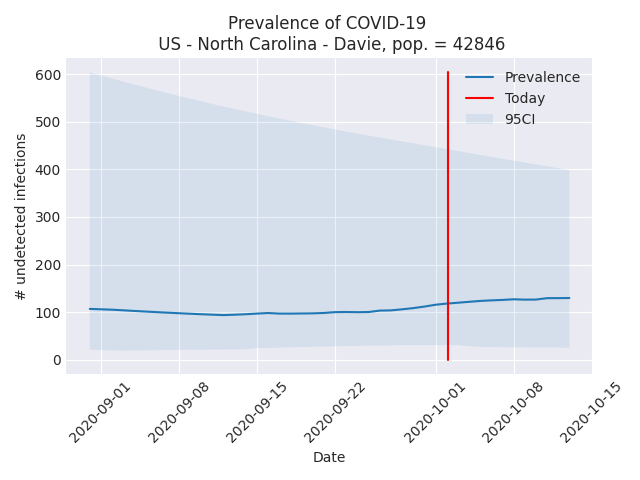 Prevalence of COVID-19
US - North Carolina - Davie, pop. = 42846
Prevalence
Today
95CI
600
500
400
300
200
100
0
# undetected infections
2020-09-01
2020-09-08
2020-09-15
2020-09-22
2020-10-01
2020-10-08
2020-10-15
Date